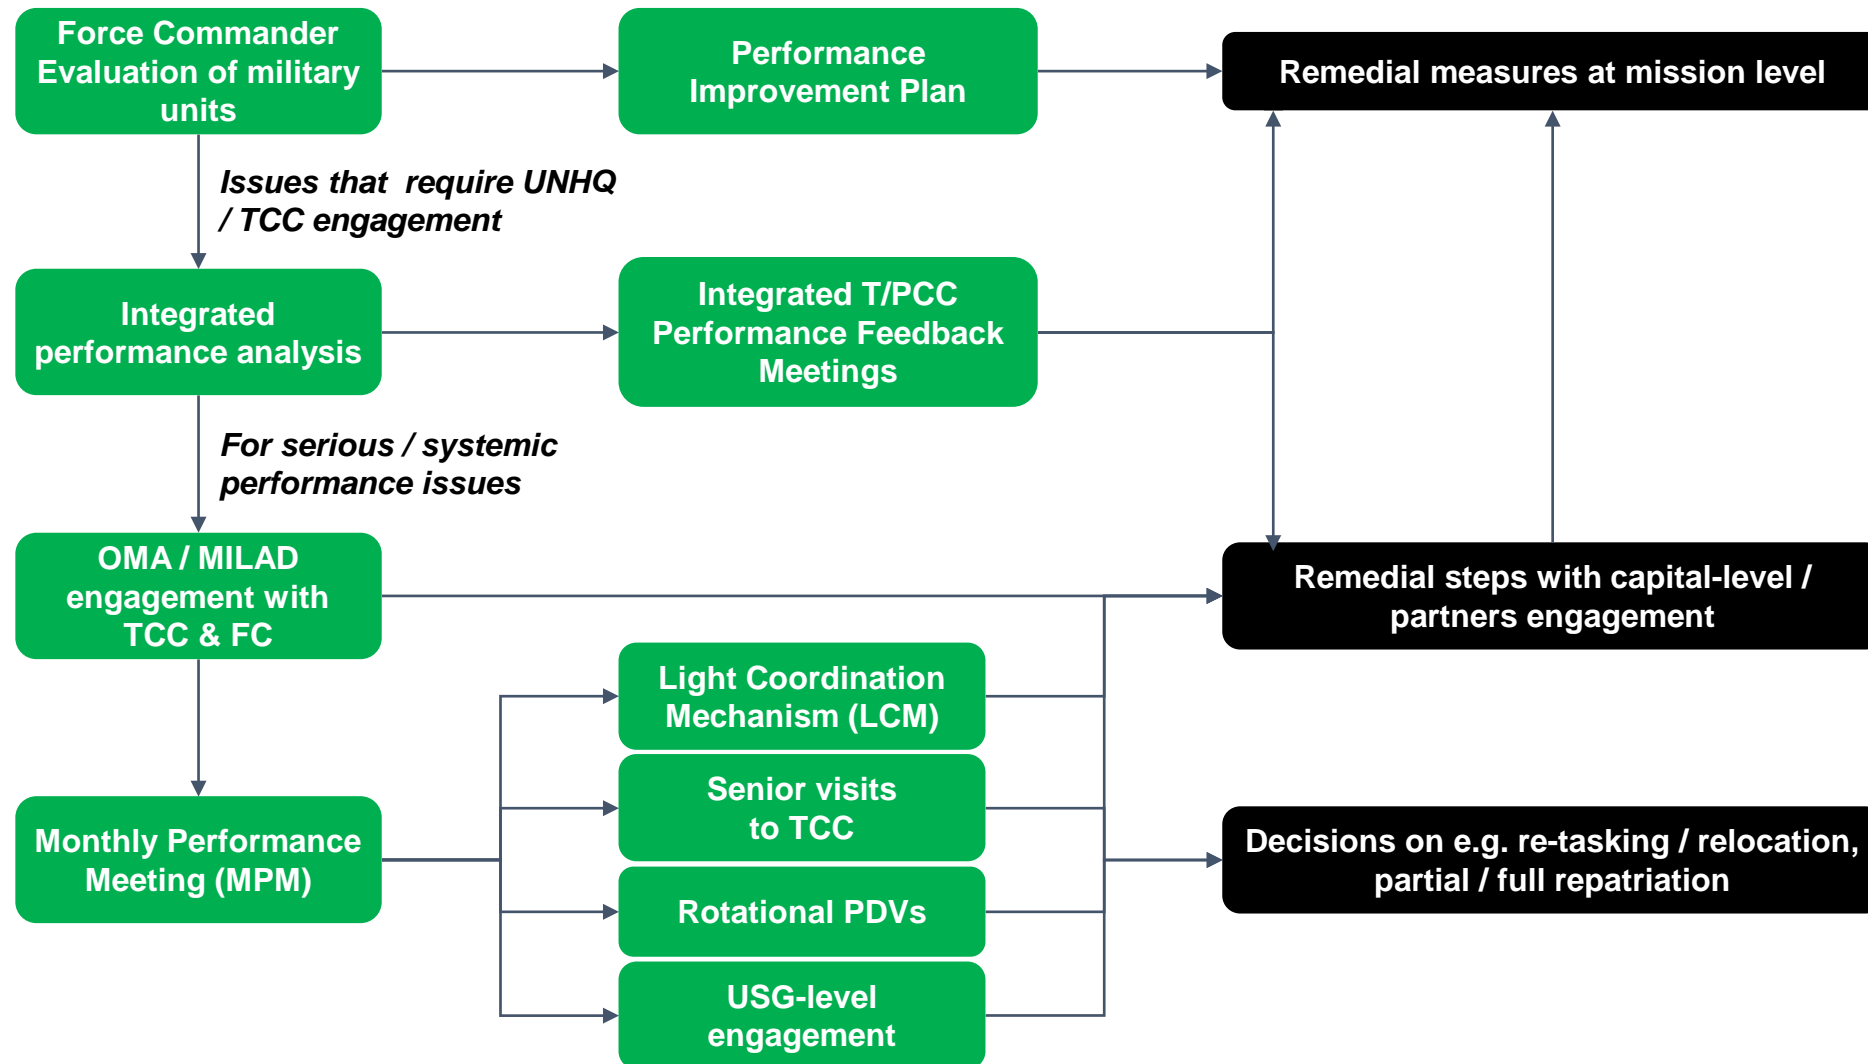 Force Commander
Evaluation of military
units
Performance
Improvement Plan
Remedial measures at mission level
Issues that  require UNHQ
/ TCC engagement
Integrated
performance analysis
Integrated T/PCC
Performance Feedback
Meetings
For serious / systemic
performance issues
OMA / MILAD
engagement with
TCC & FC
Remedial steps with capital-level /
partners engagement
Light Coordination
Mechanism (LCM)
Senior visits
to TCC
Monthly Performance
Meeting (MPM)
Decisions on e.g. re-tasking / relocation,
partial / full repatriation
Rotational PDVs
USG-level
engagement